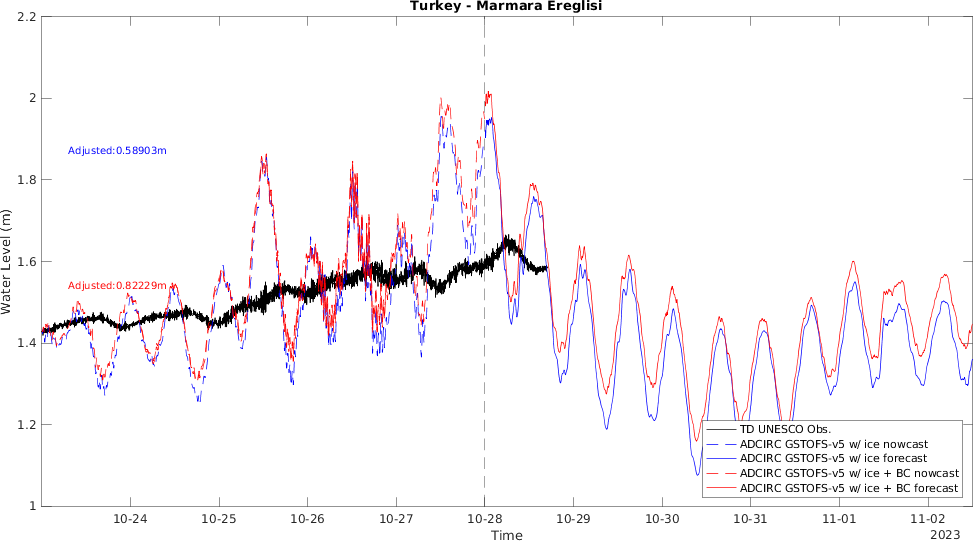 Turkey - Marmara Ereglisi
2.2
2
1.8
1.6
1.4
1.2
1
Water Level (m)
Adjusted:0.58903m
Adjusted:0.82229m
TD UNESCO Obs.
ADCIRC GSTOFS-v5 w/ ice nowcast
ADCIRC GSTOFS-v5 w/ ice forecast
ADCIRC GSTOFS-v5 w/ ice + BC nowcast
ADCIRC GSTOFS-v5 w/ ice + BC forecast
10-24 10-25 10-26 10-27 10-28 10-29 10-30 10-31 11-01 11-02
2023
Time